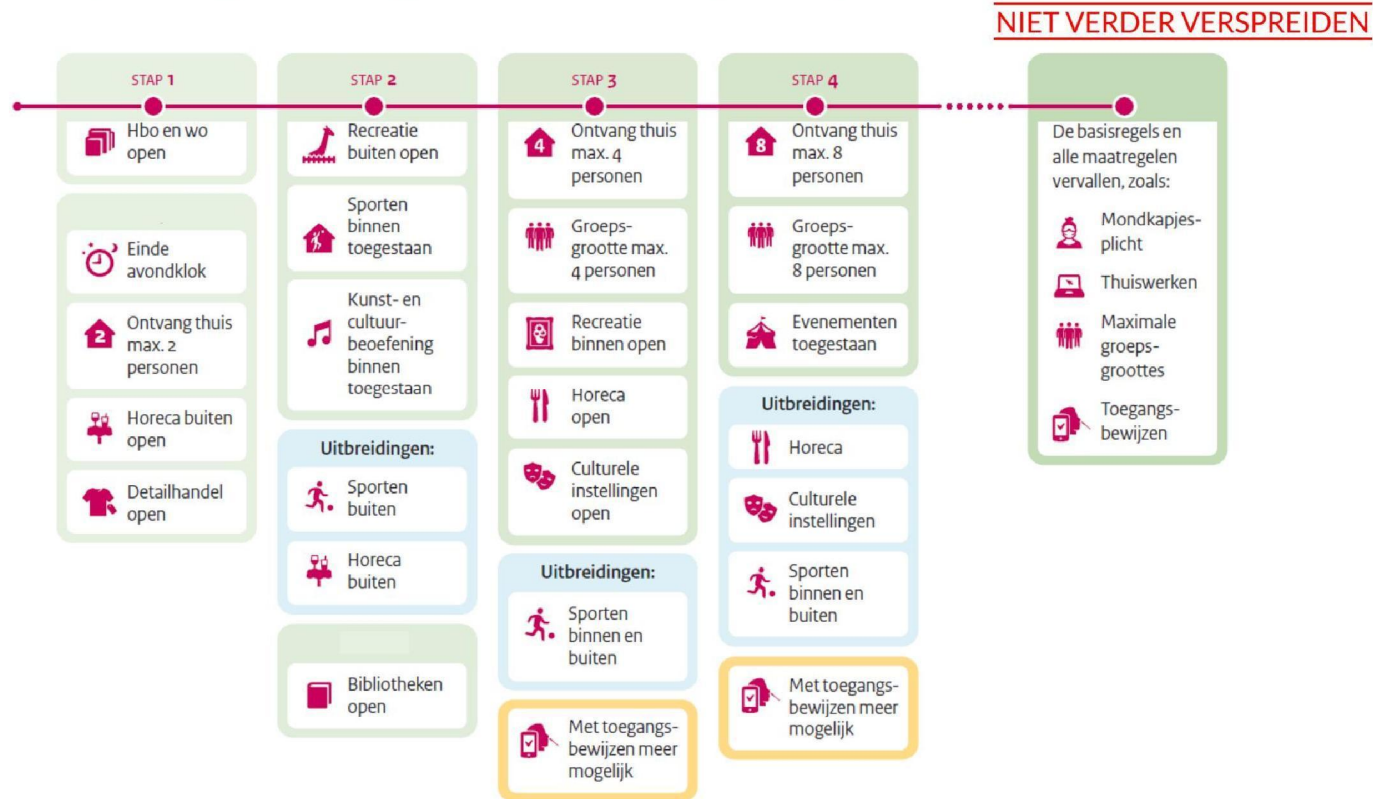 NIET VERDER VERSPREIDEN
STAP 1
Hbo en wo
open
Einde
avondklok
2
Ontvang thuis
max. 2
personen
Horeca buiten
open
Detailhandel
open
STAP 2
Recreatie
buiten open
Sporten
binnen
toegestaan
Kunst- en
cultuur-
beoefening
binnen
toegestaan
Uitbreidingen:
Sporten
buiten
Horeca
buiten
Bibliotheken
open
STAP 3
4
Ontvang thuis
max. 4
personen
Groeps-
grootte max.
4 personen
Recreatie
binnen open
Horeca
open
Culturele
instellingen
open
Uitbreidingen:
Sporten
binnen en
buiten
Met toegangs-
bewijzen meer
mogelijk
STAP 4
8
Ontvang thuis
max. 8
personen
Groeps-
grootte max.
8 personen
Evenementen
toegestaan
Uitbreidingen:
Horeca
Culturele
instellingen
Sporten
binnen en
buiten
Met toegangs-
bewijzen meer
mogelijk
De basisregels en
alle maatregelen
vervallen, zoals:
Mondkapjes-
plicht
Thuiswerken
Maximale
groeps-
groottes
Toegangs-
bewijzen